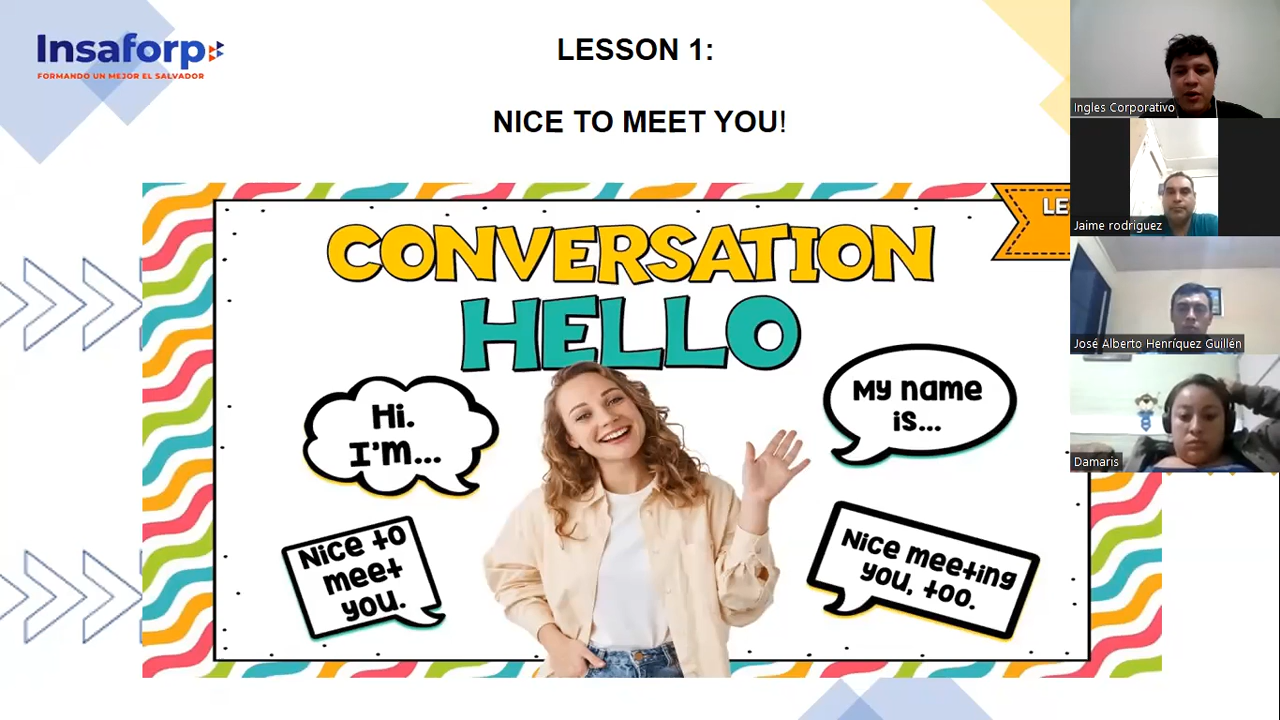 Insaforp
FORMANDO UN MEJOR EL SALVADOR
LESSON 1:
NICE TO MEET YOU!
CONVERSATION
HELLO
Hi.
I'm...
My name
is...
Nice to
meet
you.
Nice meeting
you, too.
Ingles Corporativo
Jaime rodriguez
José Alberto Henríquez Guillén
Damaris